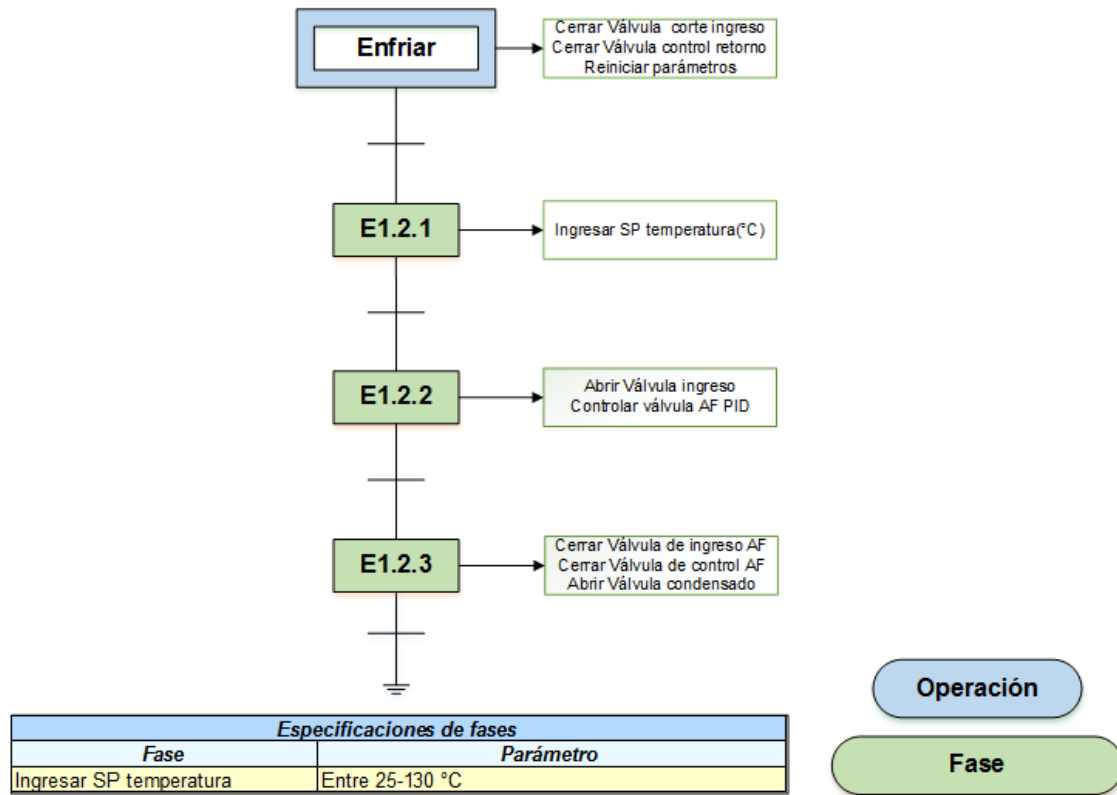 Enfriar
Cerrar Válvula corte ingreso
Cerrar Válvula control retorno
Reiniciar parámetros
E1.2.1
Ingresar SP temperatura(°C)
E1.2.2
Abrir Válvula ingreso
Controlar válvula AF PID
E1.2.3
Cerrar Válvula de ingreso AF
Cerrar Válvula de control AF
Abrir Válvula condensado
Operación
Fase
Especificaciones de fases
Fase Parámetro
Ingresar SP temperatura Entre 25-130 °C